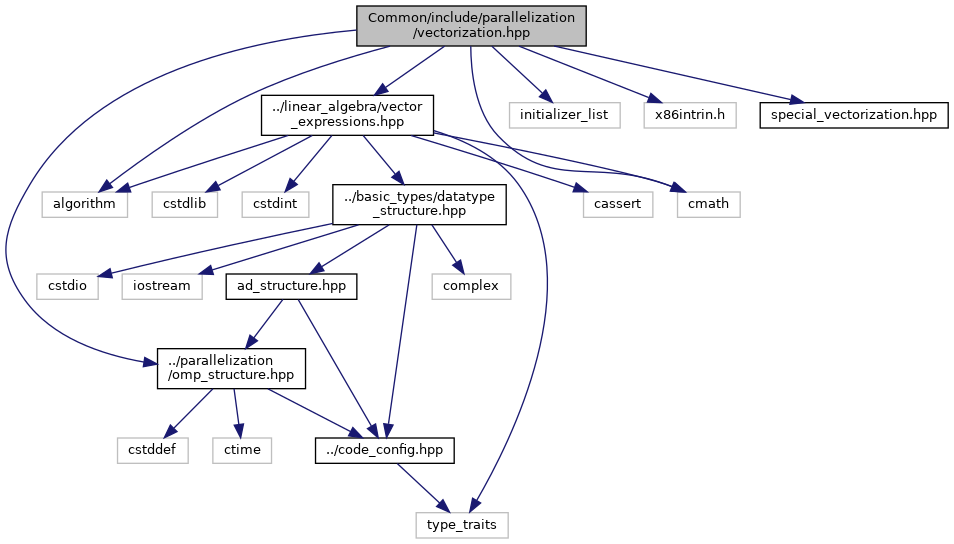 Common/include/parallelization
/vectorization.hpp
../linear_algebra/vector
_expressions.hpp
initializer_list
x86intrin.h
special_vectorization.hpp
algorithm
cstdlib
cstdint
../basic_types/datatype
_structure.hpp
cassert
cmath
cstdio
iostream
ad_structure.hpp
complex
../parallelization
/omp_structure.hpp
cstddef
ctime
../code_config.hpp
type_traits